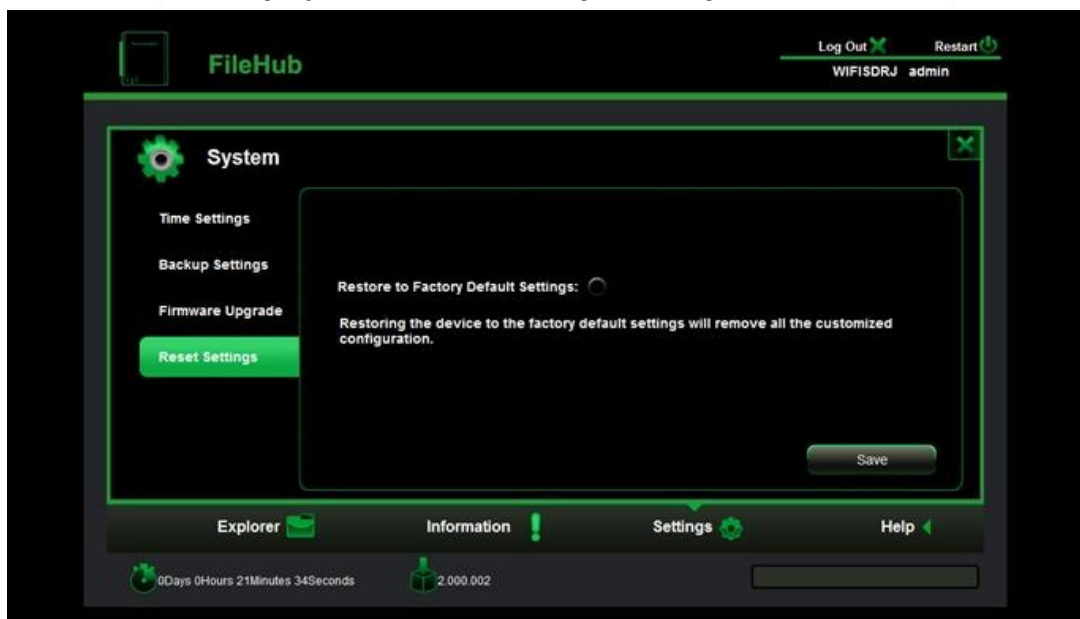 FileHub
Log Out Restart
WIFISDRJ admin
System
Time Settings
Backup Settings
Firmware Upgrade
Reset Settings
Restore to Factory Default Settings:
Restoring the device to the factory default settings will remove all the customized
configuration.
Save
Explorer Information Settings Help
0Days 0Hours 21Minutes 34Seconds 2.000.002